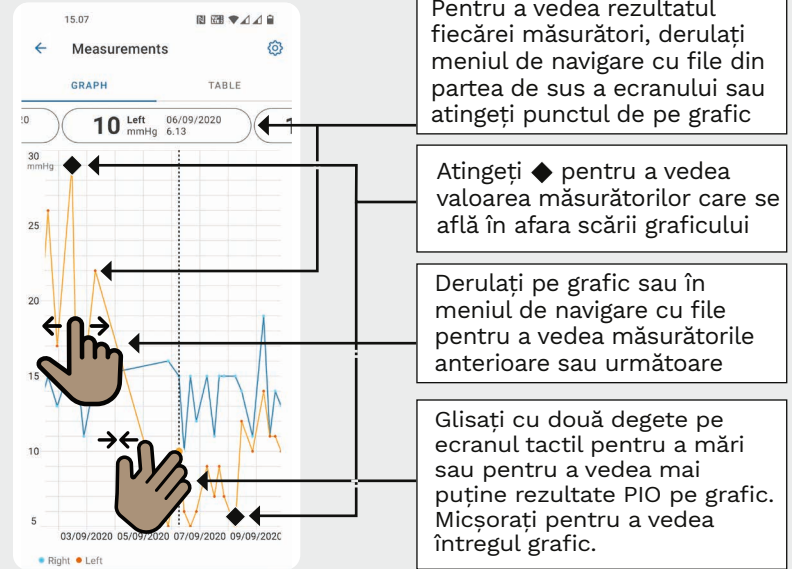 15.07
Measurements
GRAPH
TABLE
10 Left 06/09/2020
mmHg 6.13
30
mmHg
25
20
15
10
5
03/09/2020 05/09/2020 07/09/2020 09/09/202
Right Left
Pentru a vedea rezultatul
fiecărei măsurători, derulați
meniul de navigare cu file din
partea de sus a ecranului sau
atingeți punctul de pe grafic
Atingeți ◆ pentru a vedea
valoarea măsurătorilor care se
află în afara scării graficului
Derulați pe grafic sau în
meniul de navigare cu file
pentru a vedea măsurătorile
anterioare sau următoare
Glisați cu două degete pe
ecranul tactil pentru a mări
sau pentru a vedea mai
puține rezultate PIO pe grafic.
Micșorați pentru a vedea
întregul grafic.